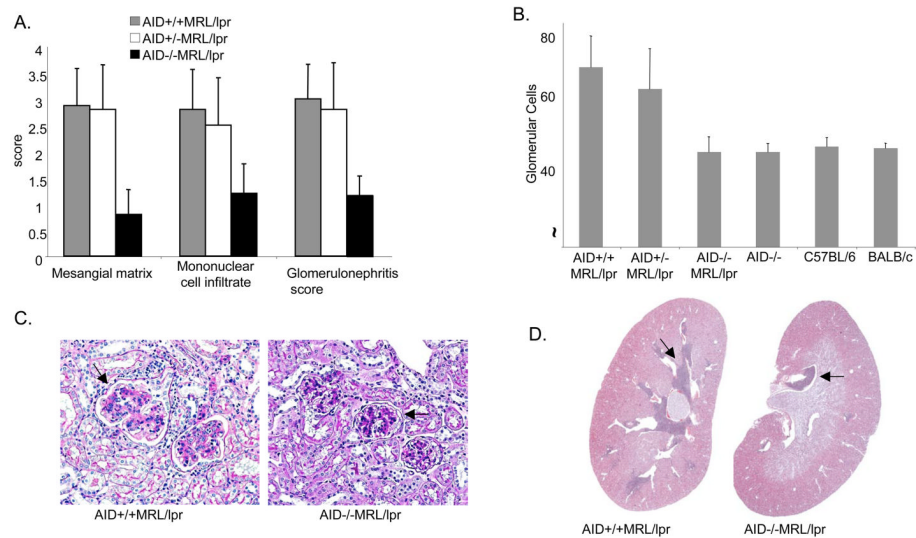 A.
AID+/+MRL/lpr
AID+/-MRL/lpr
AID-/-MRL/lpr
score
4
3.5
3
2.5
1.5
1
0.5
0
Mesangial matrix
Mononuclear
cell infiltrate
Glomerulonephritis
score
B.
Glomerular Cells
80
60
40
~
AID+/+
MRL/lpr
AID+/-
MRL/lpr
AID-/-
MRL/lpr
AID-/-
C57BL/6
BALB/c
C.
AID+/+MRL/lpr
AID-/-MRL/lpr
D.
AID+/+MRL/lpr
AID-/-MRL/lpr